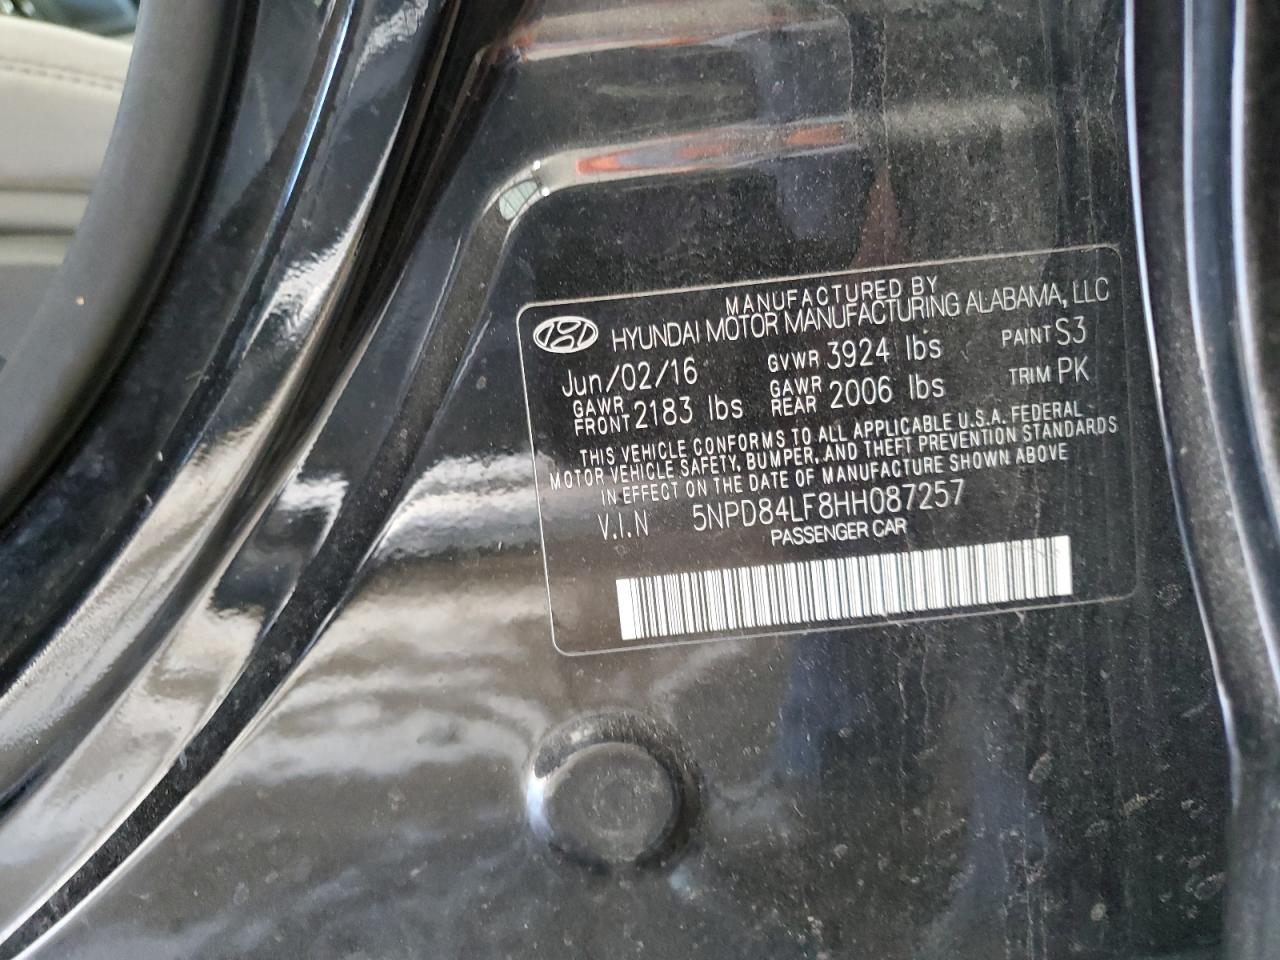 MANUFACTURED BY
HYUNDAI MOTOR MANUFACTURING ALABAMA, LLC
Jun/02/16 GVWR 3924 lbs PAINT S3
GAWR FRONT 2183 lbs GAWR REAR 2006 lbs TRIM PK
THIS VEHICLE CONFORMS TO ALL APPLICABLE U.S.A. FEDERAL
MOTOR VEHICLE SAFETY, BUMPER, AND THEFT PREVENTION STANDARDS
IN EFFECT ON THE DATE OF MANUFACTURE SHOWN ABOVE
V.I.N 5NPD84LF8HH087257
PASSENGER CAR